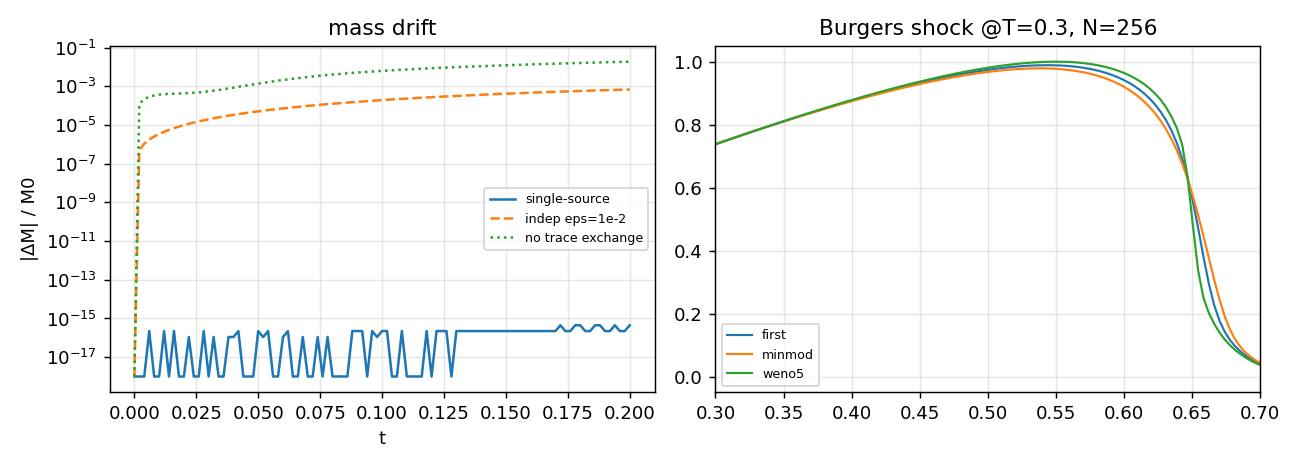 mass drift
|ΔM| / M0
10⁻¹
10⁻³
10⁻⁵
10⁻⁷
10⁻⁹
10⁻¹¹
10⁻¹³
10⁻¹⁵
10⁻¹⁷
single-source
indep eps=1e-2
no trace exchange
0.000 0.025 0.050 0.075 0.100 0.125 0.150 0.175 0.200
t
Burgers shock @T=0.3, N=256
1.0
0.8
0.6
0.4
0.2
0.0
first
minmod
weno5
0.30 0.35 0.40 0.45 0.50 0.55 0.60 0.65 0.70